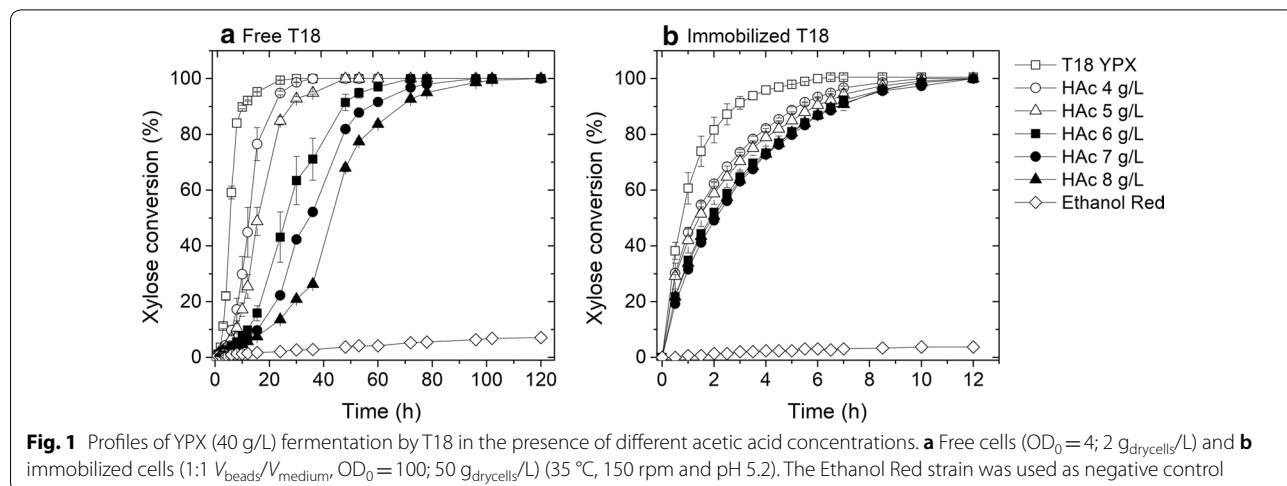 a Free T18
b Immobilized T18
Xylose conversion (%)
100
80
60
40
20
0
0 20 40 60 80 100 120
Time (h)
Xylose conversion (%)
100
80
60
40
20
0
0 2 4 6 8 10 12
Time (h)
T18 YPX
HAc 4 g/L
HAc 5 g/L
HAc 6 g/L
HAc 7 g/L
HAc 8 g/L
Ethanol Red
Fig. 1 Profiles of YPX (40 g/L) fermentation by T18 in the presence of different acetic acid concentrations. a Free cells (OD₀ = 4; 2 g_drycells/L) and b
immobilized cells (1:1 V_beads/V_medium, OD₀ = 100; 50 g_drycells/L) (35 °C, 150 rpm and pH 5.2). The Ethanol Red strain was used as negative control